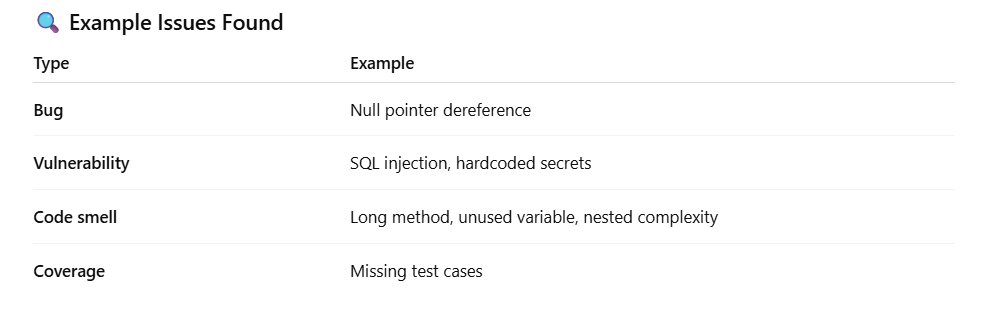 🔍 Example Issues Found
Type Example
Bug Null pointer dereference
Vulnerability SQL injection, hardcoded secrets
Code smell Long method, unused variable, nested complexity
Coverage Missing test cases